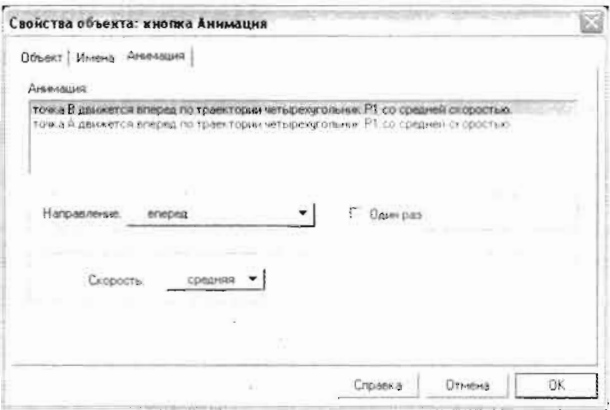 Свойства объекта: кнопка Анимация
Объект Имена Анимация
Анимация:
точка B движется вперед по траектории четырехугольник P1 со средней скоростью.
точка A движется вперед по траектории четырехугольник P1 со средней скоростью.
Направление: вперед Один раз
Скорость: средняя
Справка Отмена OK